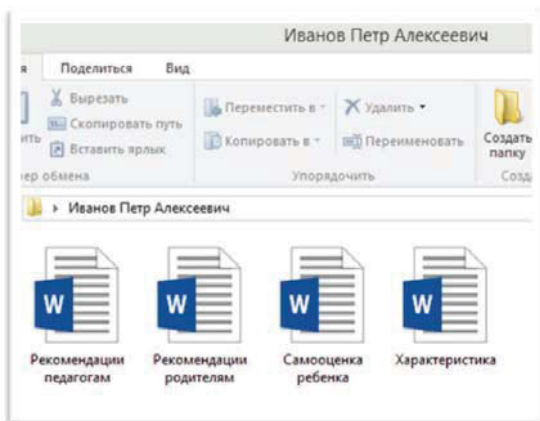 Иванов Петр Алексеевич
я Поделиться Вид
Вырезать
Скопировать путь
ить Вставить ярлык
Переместить в
Копировать в
Удалить
Переименовать
Создать
папку
ер обмена Упорядочить Созд
Иванов Петр Алексеевич
W W W W
Рекомендации педагогам
Рекомендации родителям
Самооценка ребенка
Характеристика